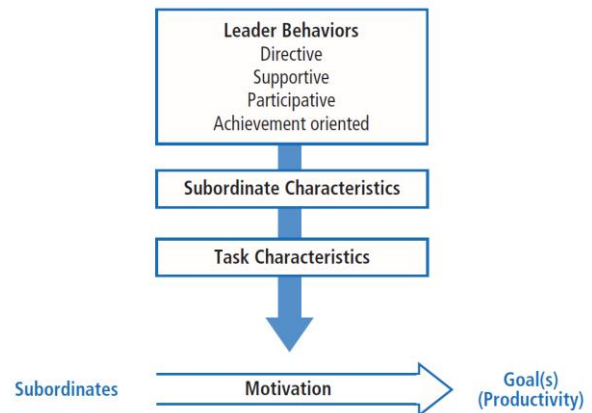 Leader Behaviors
Directive
Supportive
Participative
Achievement oriented
Subordinate Characteristics
Task Characteristics
Subordinates
Motivation
Goal(s)
(Productivity)